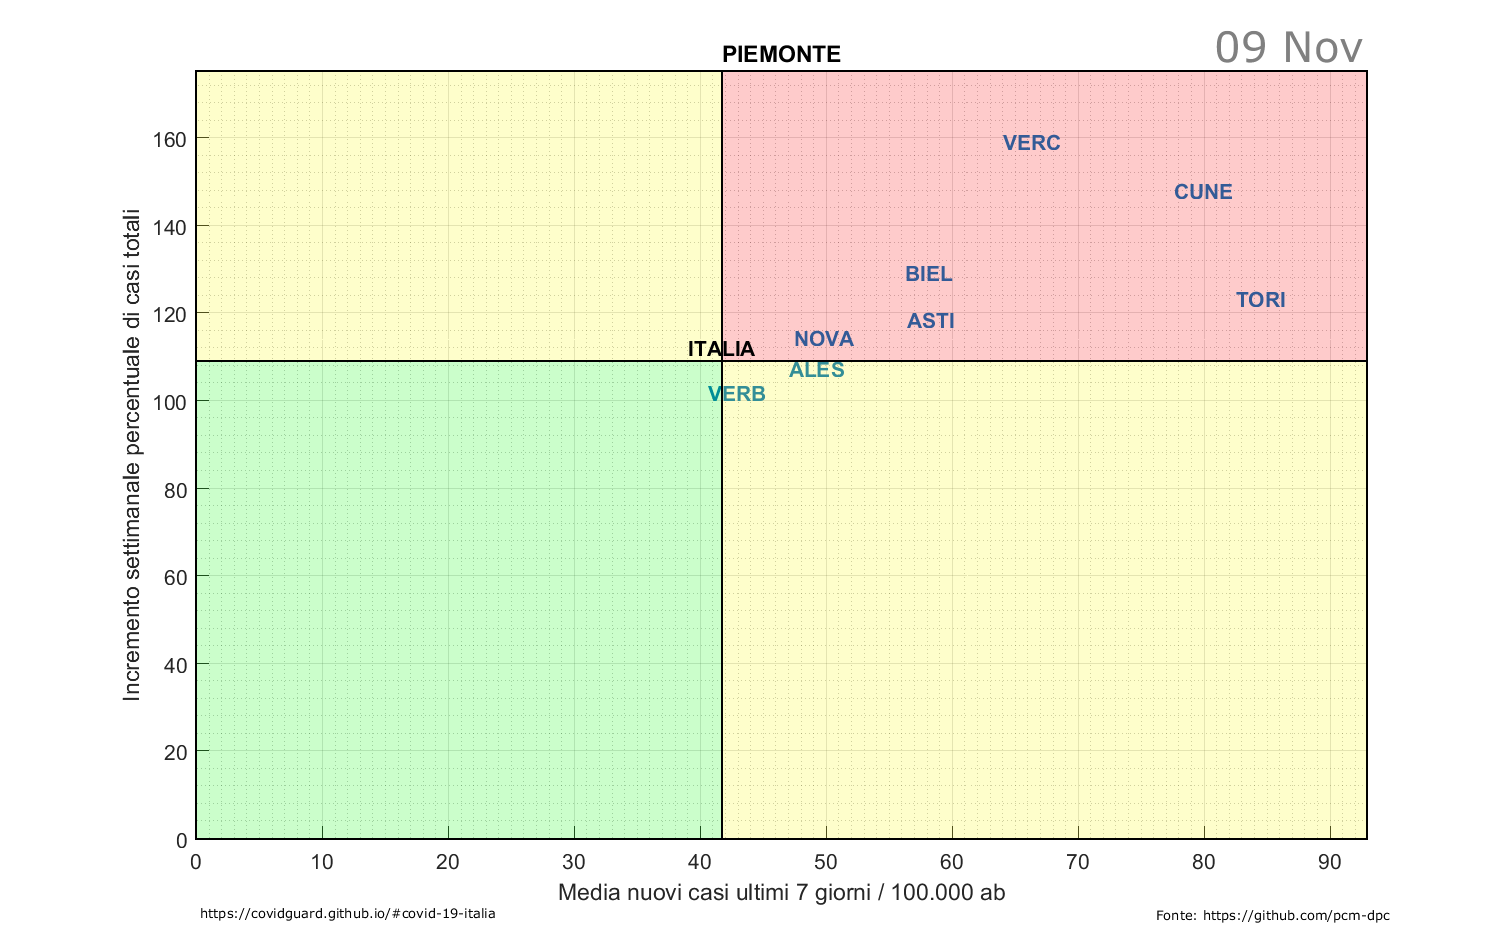 09 Nov
PIEMONTE
Incremento settimanale percentuale di casi totali
160
140
120
100
80
60
40
20
0
VERC
CUNE
BIEL
TORI
ASTI
NOVA
ITALIA
ALES
VERB
0 10 20 30 40 50 60 70 80 90
Media nuovi casi ultimi 7 giorni / 100.000 ab
https://covidguard.github.io/#covid-19-italia
Fonte: https://github.com/pcm-dpc